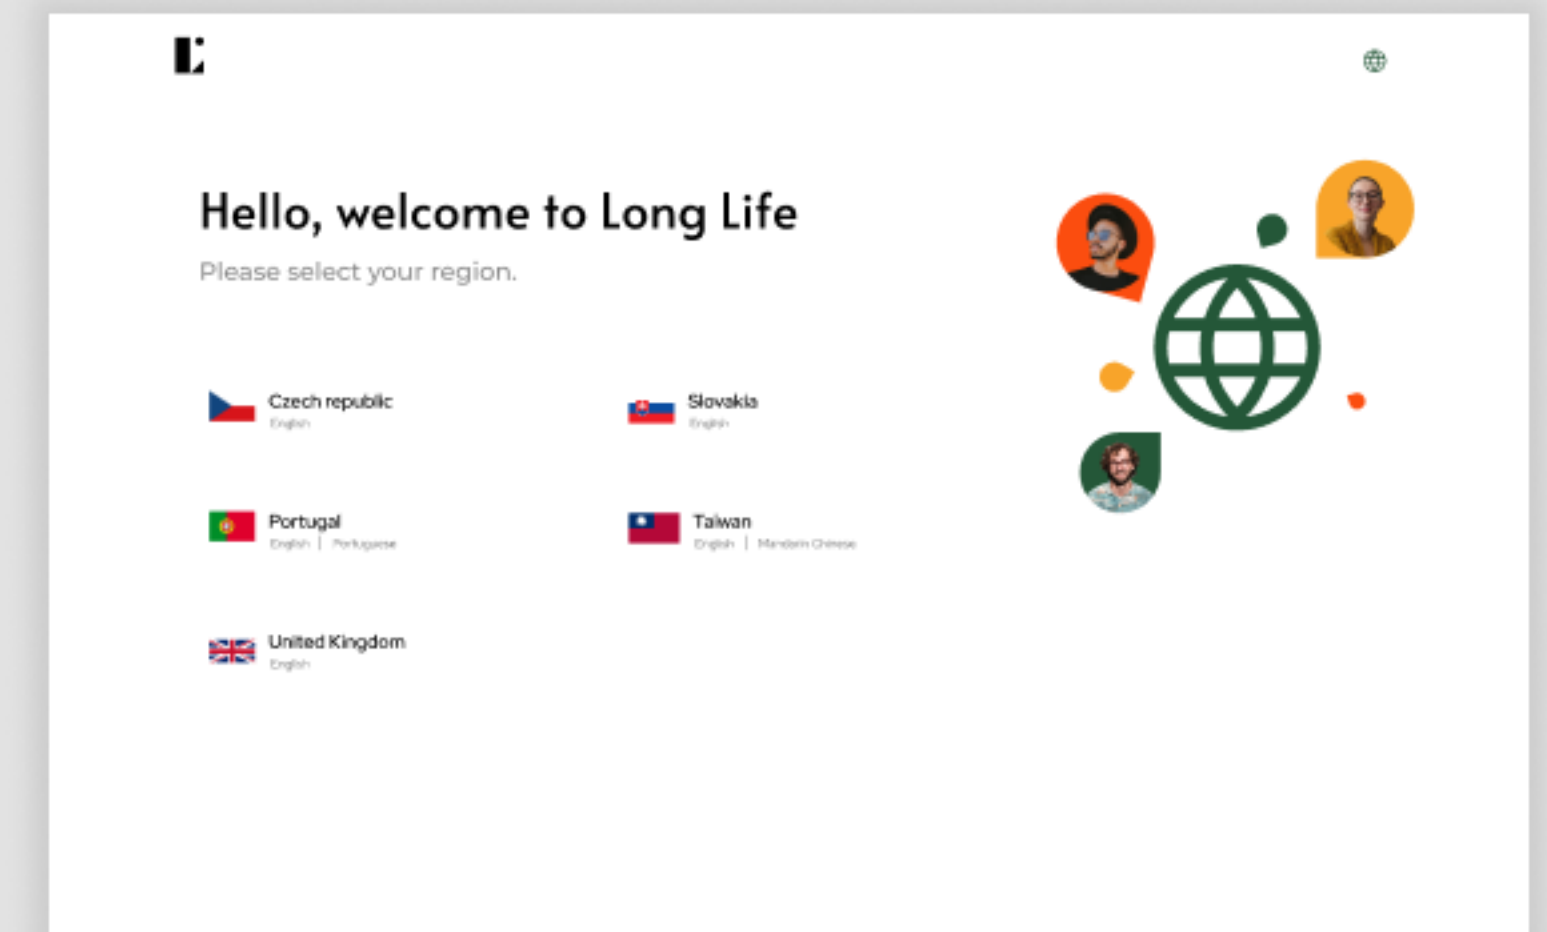 Hello, welcome to Long Life
Please select your region.
Czech republic
English
Slovakia
English
Portugal
English | Portuguese
Taiwan
English | Mandarin Chinese
United Kingdom
English